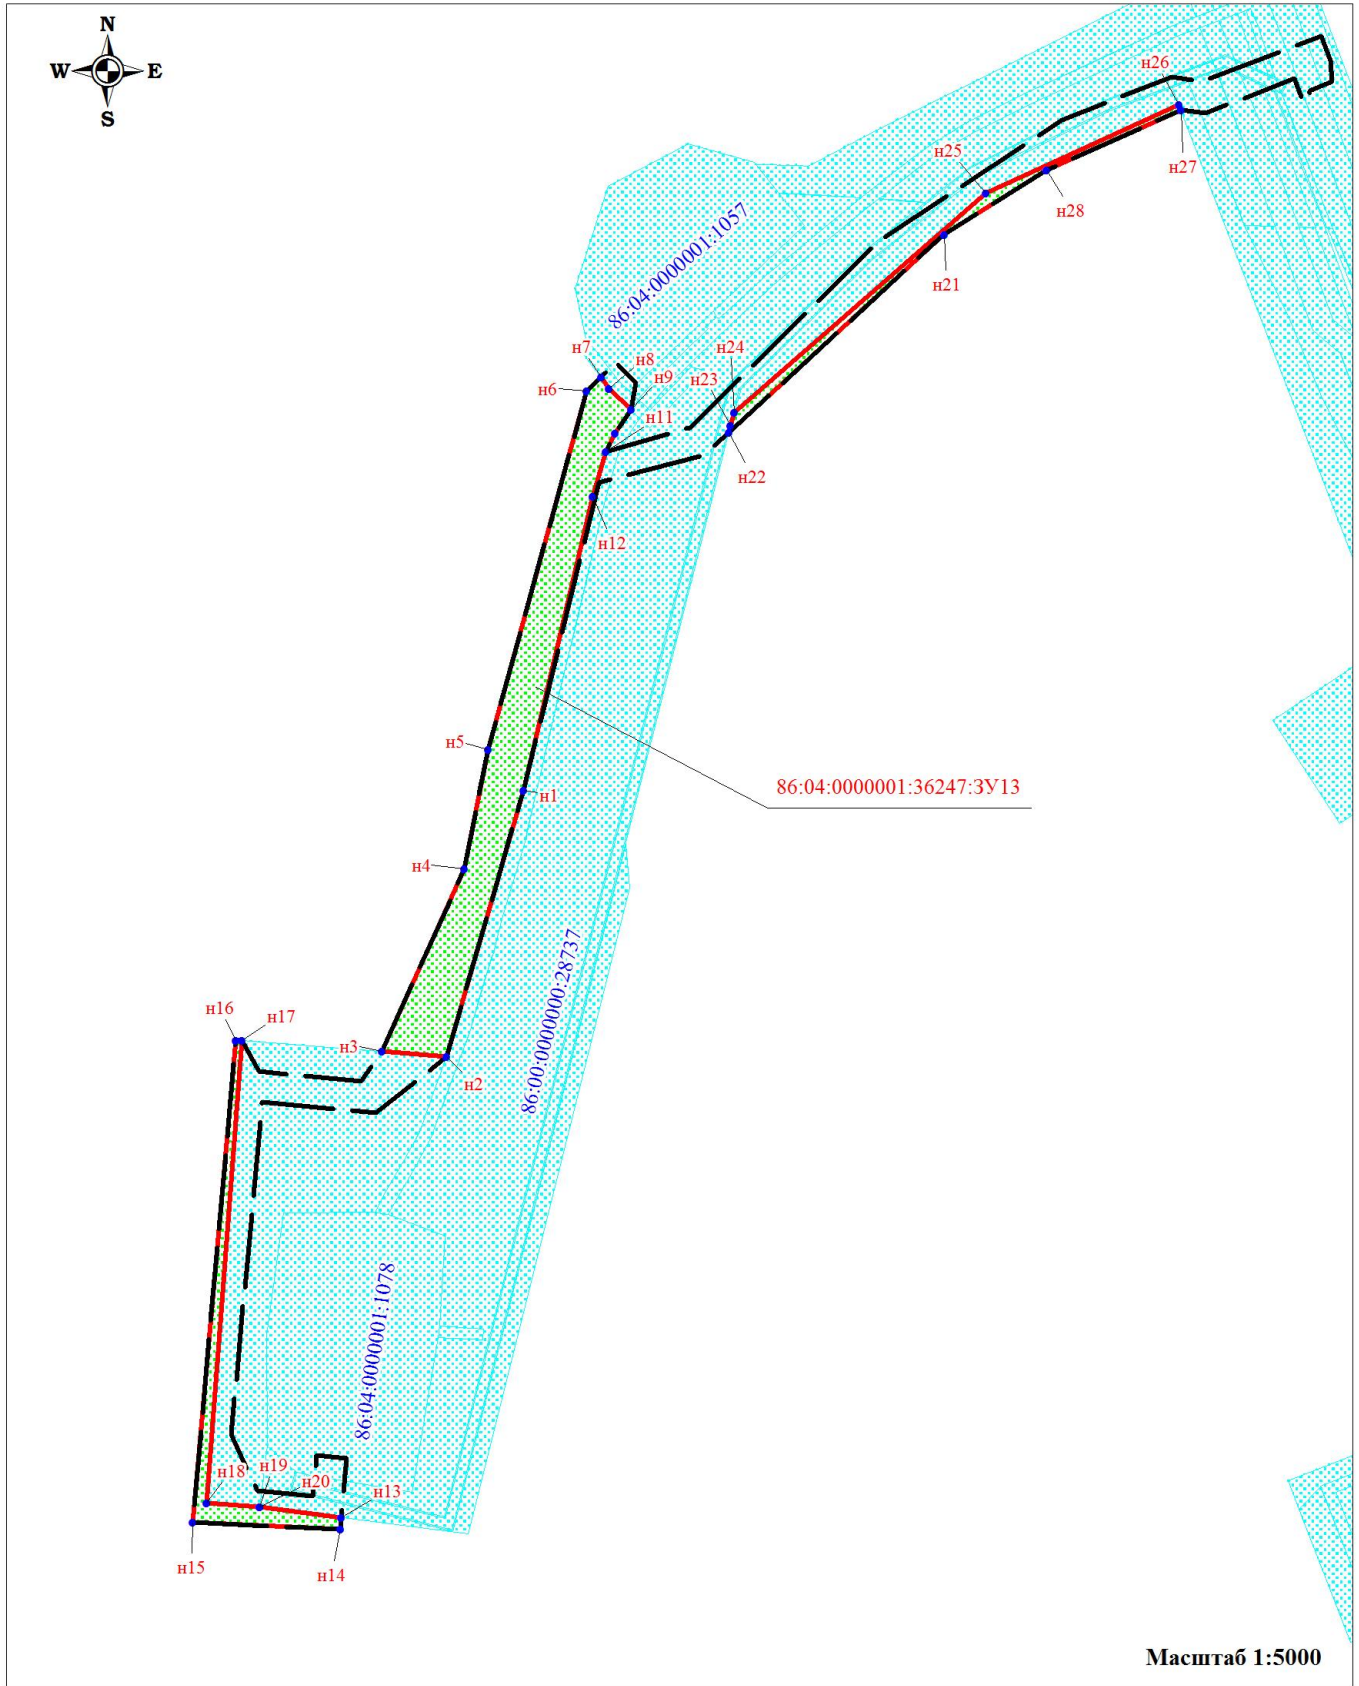 N
W E
S
н26
н25
н27
н28
86:04:0000001:1057
н21
н7
н24
н8
н6
н9
н23
н11
н22
н12
н5
86:04:0000001:36247:ЗУ13
н1
н4
86:00:0000000:28737
н16
н17
н3
н2
86:04:0000001:1078
н18
н19
н20
н13
н15
н14
Масштаб 1:5000